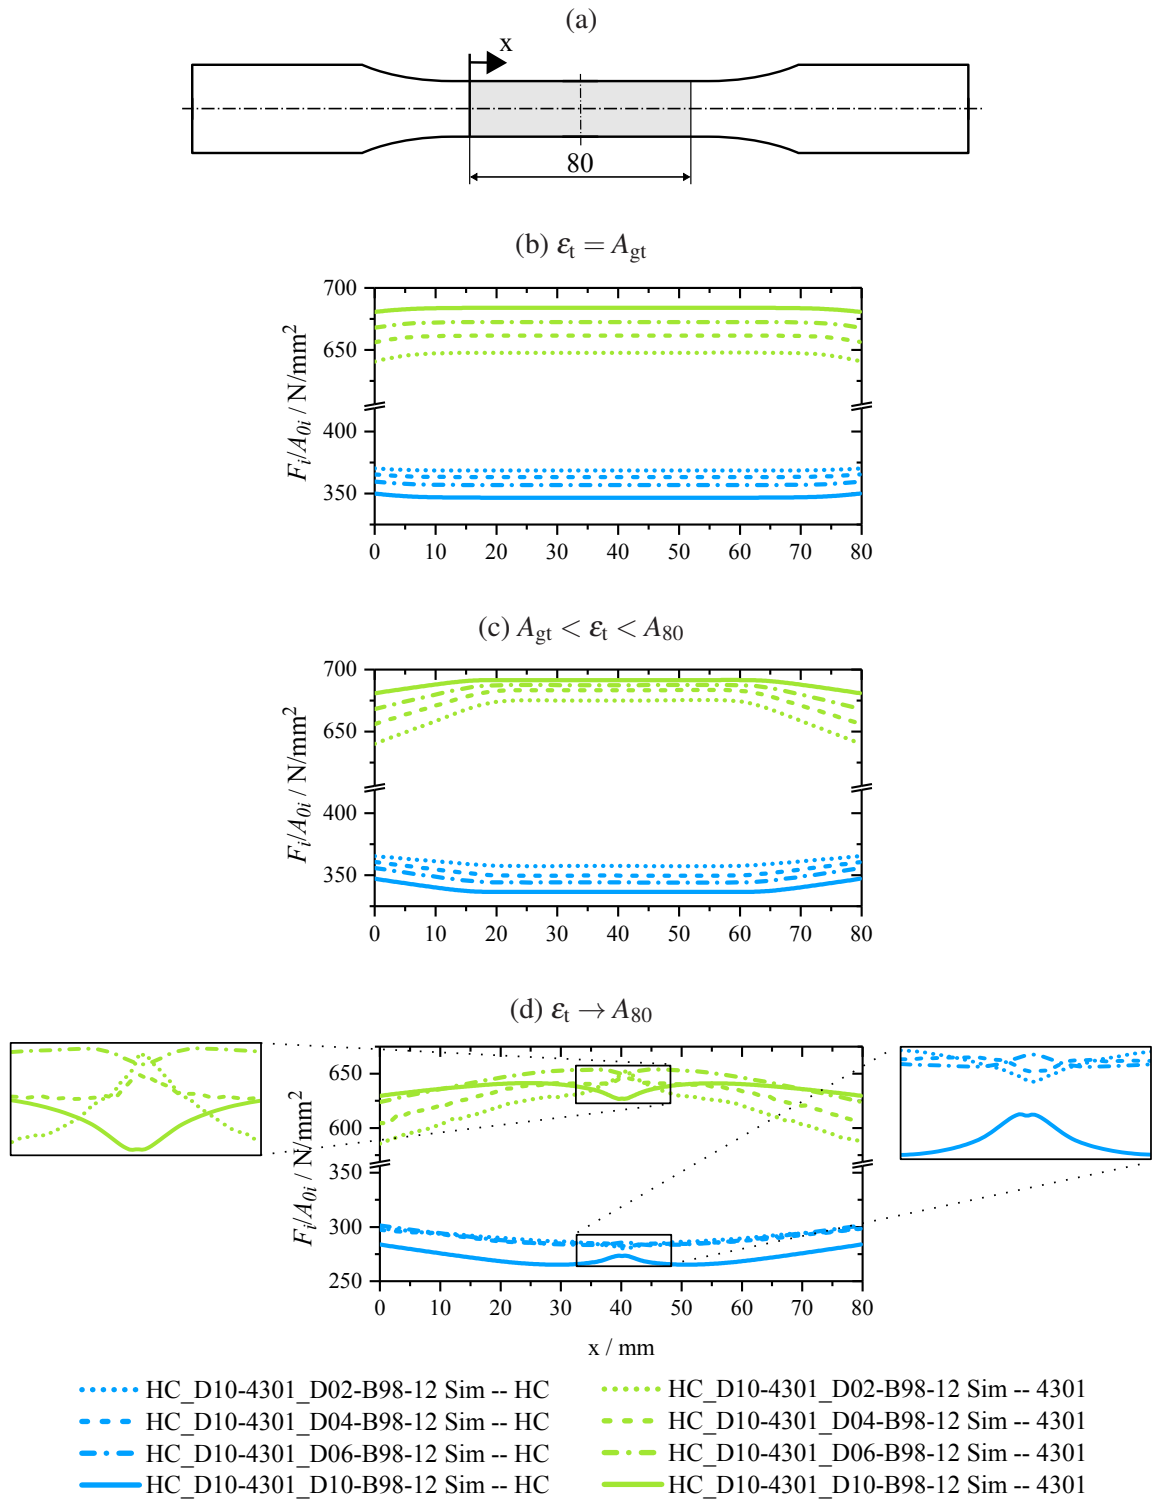 (a)
x
80
(b) εt = Agt
700
650
400
350
Fi/A0i / N/mm²
0 10 20 30 40 50 60 70 80
(c) Agt < εt < A80
700
650
400
350
Fi/A0i / N/mm²
0 10 20 30 40 50 60 70 80
(d) εt → A80
650
600
300
250
Fi/A0i / N/mm²
0 10 20 30 40 50 60 70 80
x / mm
HC_D10-4301_D02-B98-12 Sim -- HC
HC_D10-4301_D04-B98-12 Sim -- HC
HC_D10-4301_D06-B98-12 Sim -- HC
HC_D10-4301_D10-B98-12 Sim -- HC
HC_D10-4301_D02-B98-12 Sim -- 4301
HC_D10-4301_D04-B98-12 Sim -- 4301
HC_D10-4301_D06-B98-12 Sim -- 4301
HC_D10-4301_D10-B98-12 Sim -- 4301